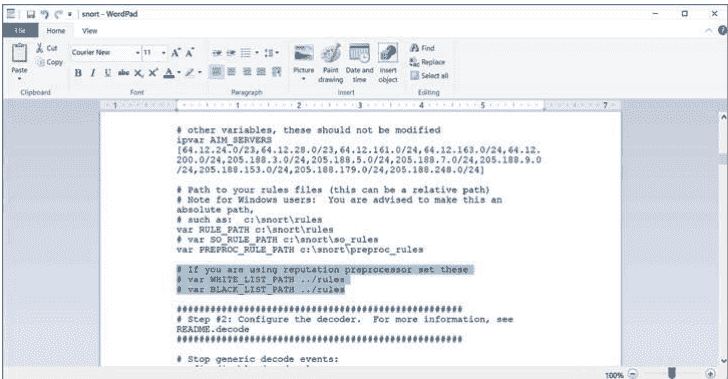 snort - WordPad
File Home View
Paste
Cut
Copy
Clipboard
Courier New 11 A A
B I U abc X X A
Font
Paragraph
Picture
Paint drawing
Date and time
Insert object
Insert
Find
Replace
Select all
Editing
1 1 2 3 4 5 7
# other variables, these should not be modified
ipvar AIM_SERVERS
[64.12.24.0/23,64.12.28.0/23,64.12.161.0/24,64.12.163.0/24,64.12.
200.0/24,205.188.3.0/24,205.188.5.0/24,205.188.7.0/24,205.188.9.0
/24,205.188.153.0/24,205.188.179.0/24,205.188.248.0/24]
# Path to your rules files (this can be a relative path)
# Note for Windows users:  You are advised to make this an
absolute path,
# such as:  c:\snort\rules
var RULE_PATH c:\snort\rules
# var SO_RULE_PATH c:\snort\so_rules
var PREPROC_RULE_PATH c:\snort\preproc_rules
# If you are using reputation preprocessor set these
# var WHITE_LIST_PATH ../rules
# var BLACK_LIST_PATH ../rules
###################################################
# Step #2: Configure the decoder.  For more information, see
README.decode
###################################################
# Stop generic decode events:
100%